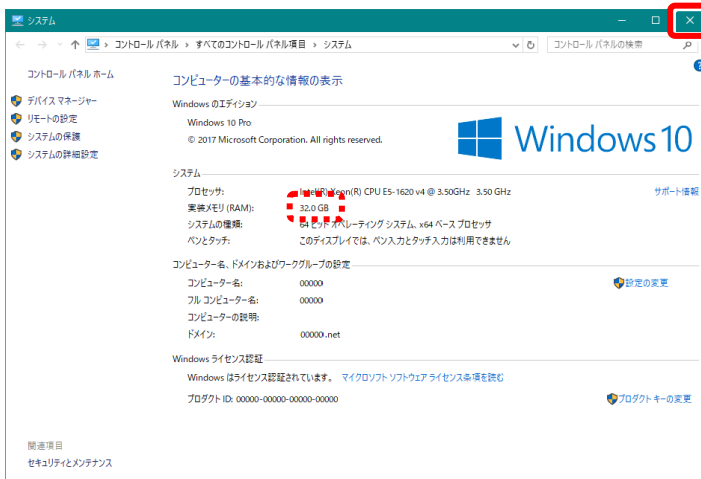 システム
コントロール パネル › すべてのコントロール パネル項目 › システム
コントロール パネルの検索
コントロール パネル ホーム
デバイス マネージャー
リモートの設定
システムの保護
システムの詳細設定
コンピューターの基本的な情報の表示
Windows のエディション
Windows 10 Pro
© 2017 Microsoft Corporation. All rights reserved.
Windows 10
システム
プロセッサ: Intel(R) Xeon(R) CPU E5-1620 v4 @ 3.50GHz 3.50 GHz
サポート情報
実装メモリ (RAM): 32.0 GB
システムの種類: 64 ビット オペレーティング システム、x64 ベース プロセッサ
ペンとタッチ: このディスプレイでは、ペン入力とタッチ入力は利用できません
コンピューター名、ドメインおよびワークグループの設定
コンピューター名: 00000
設定の変更
フル コンピューター名: 00000
コンピューターの説明:
ドメイン: 00000.net
Windows ライセンス認証
Windows はライセンス認証されています。 マイクロソフト ソフトウェア ライセンス条項を読む
プロダクト ID: 00000-00000-00000-00000
プロダクト キーの変更
関連項目
セキュリティとメンテナンス